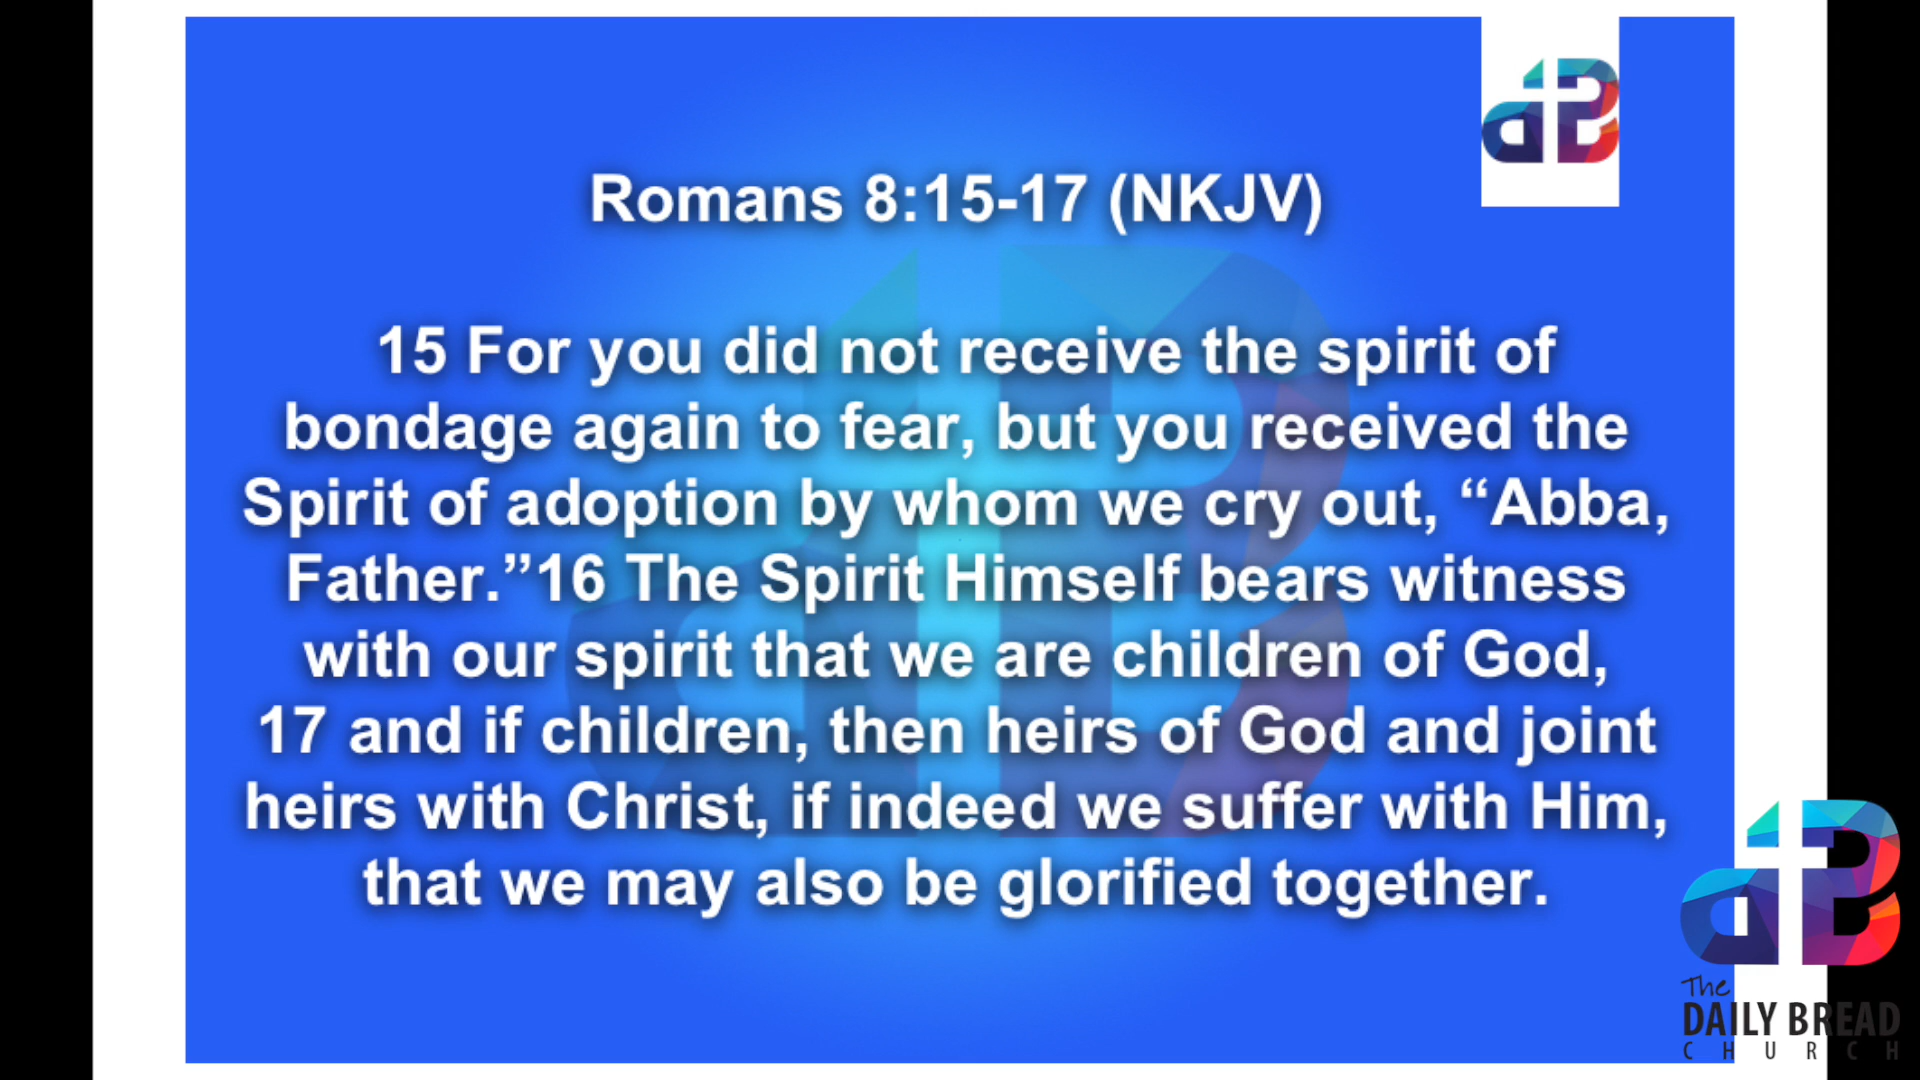 Romans 8:15-17 (NKJV)
15 For you did not receive the spirit of
bondage again to fear, but you received the
Spirit of adoption by whom we cry out, “Abba,
Father.”16 The Spirit Himself bears witness
with our spirit that we are children of God,
17 and if children, then heirs of God and joint
heirs with Christ, if indeed we suffer with Him,
that we may also be glorified together.
The
DAILY BREAD
CHURCH